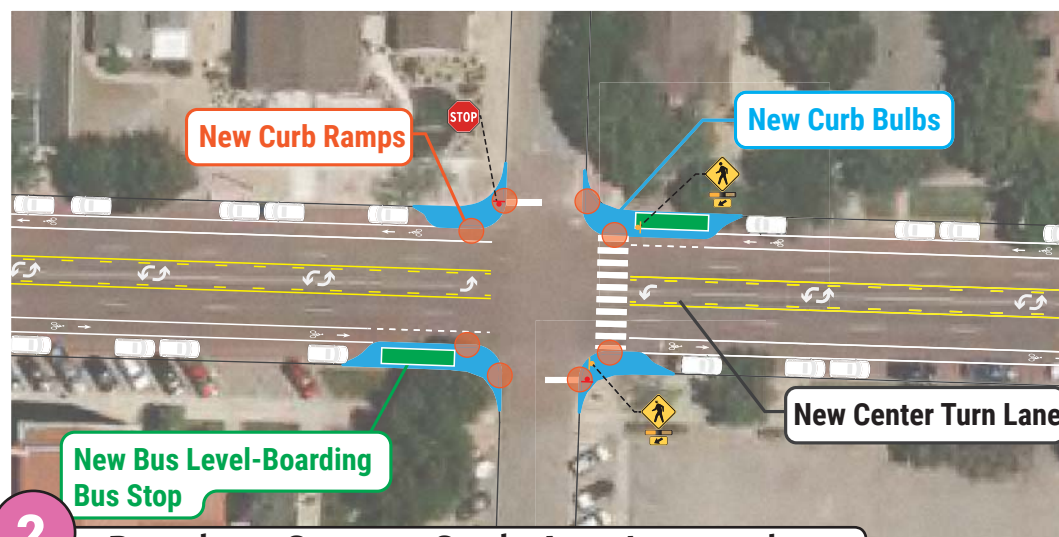 STOP
New Curb Ramps
New Curb Bulbs
New Center Turn Lane
New Bus Level-Boarding
Bus Stop
2